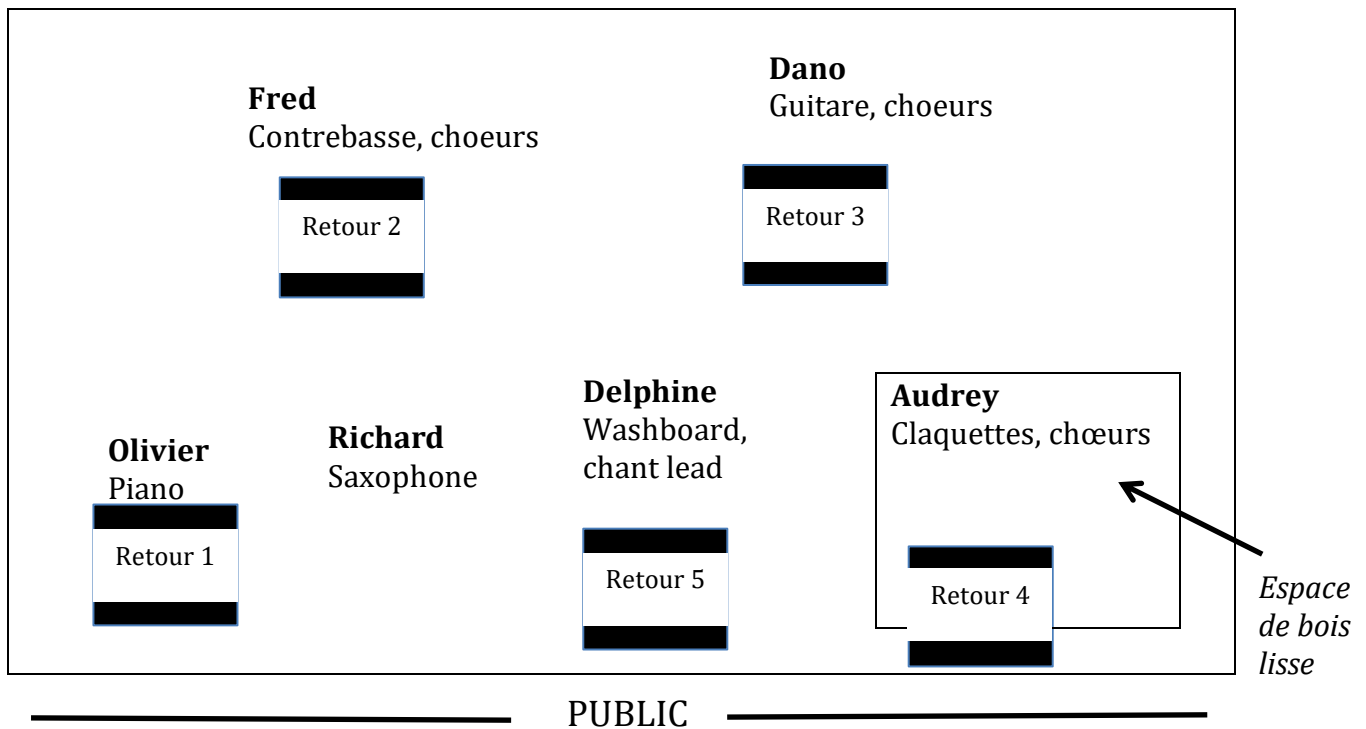 Fred
Contrebasse, choeurs
Retour 2
Dano
Guitare, choeurs
Retour 3
Olivier
Piano
Retour 1
Richard
Saxophone
Delphine
Washboard,
chant lead
Retour 5
Audrey
Claquettes, chœurs
Retour 4
Espace
de bois
lisse
PUBLIC